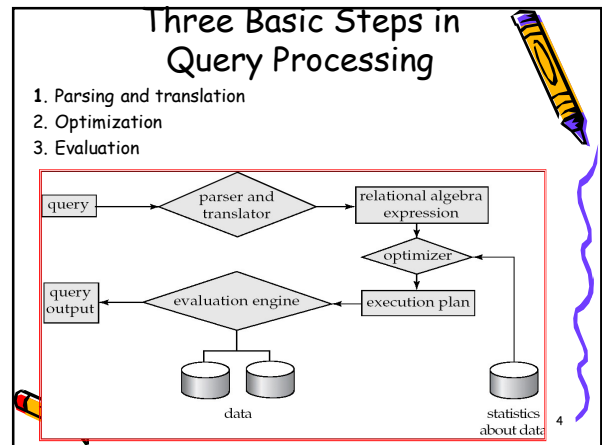 Three Basic Steps in
Query Processing
1. Parsing and translation
2. Optimization
3. Evaluation
query
parser and
translator
relational algebra
expression
optimizer
query
output
evaluation engine
execution plan
data
statistics
about data
4